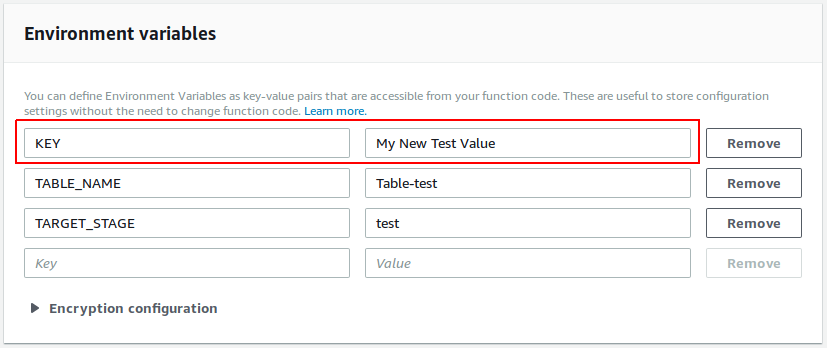 Environment variables
You can define Environment Variables as key-value pairs that are accessible from your function code. These are useful to store configuration
settings without the need to change function code. Learn more.
KEY My New Test Value Remove
TABLE_NAME Table-test Remove
TARGET_STAGE test Remove
Key Value Remove
Encryption configuration